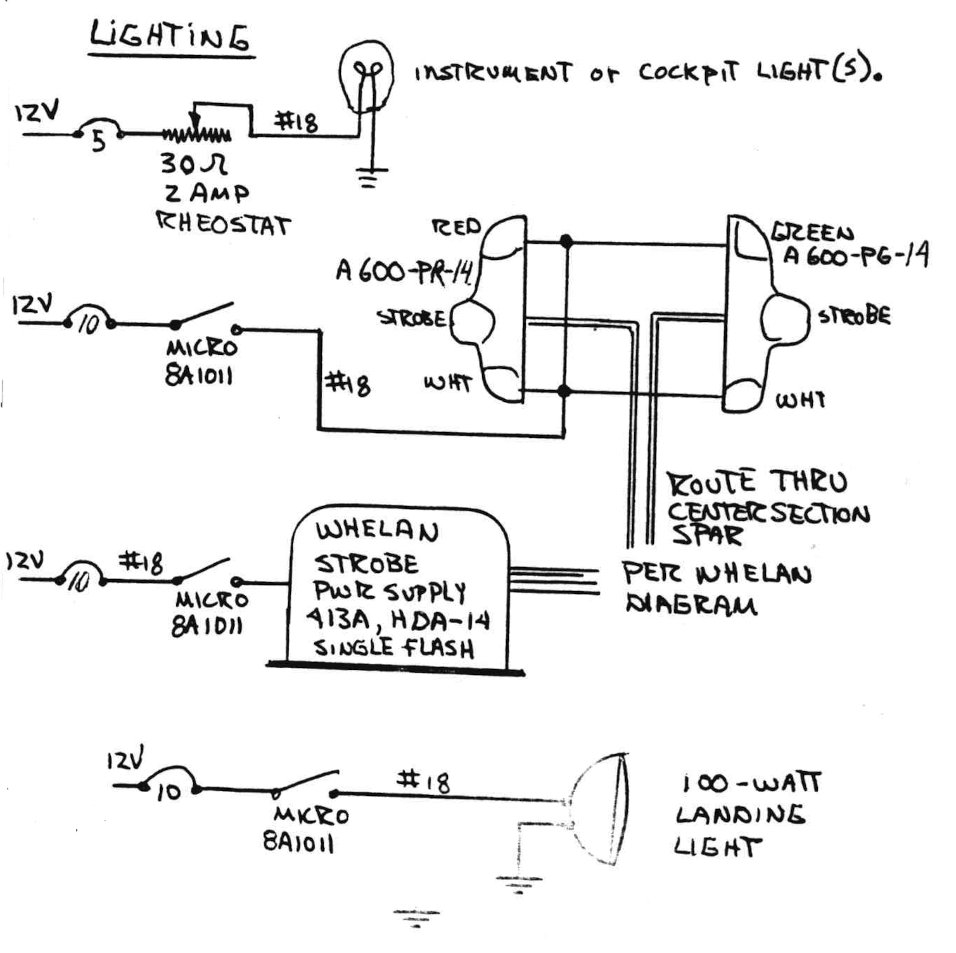 LIGHTING
INSTRUMENT or COCKPIT LIGHT(S).
12V
5
#18
30Ω
2 AMP
RHEOSTAT
RED
A600-PR-14
STROBE
WHT
GREEN
A600-PG-14
STROBE
WHT
12V
10
MICRO
8A1011
#18
ROUTE THRU
CENTER SECTION
SPAR
12V
10
#18
MICRO
8A1011
WHELAN
STROBE
PWR SUPPLY
413A, HDA-14
SINGLE FLASH
PER WHELAN
DIAGRAM
12V
10
MICRO
8A1011
#18
100-WATT
LANDING
LIGHT